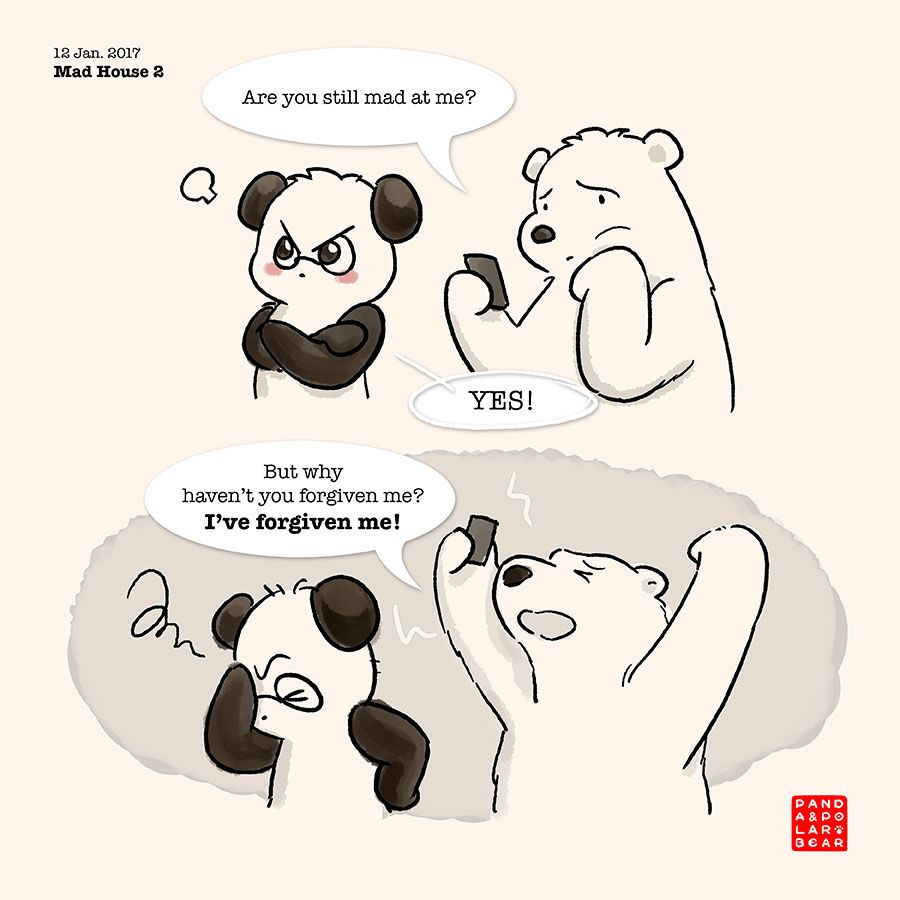 12 Jan. 2017
Mad House 2
Are you still mad at me?
YES!
But why
haven't you forgiven me?
I've forgiven me!
PAND
A&PO
LAR
BEAR